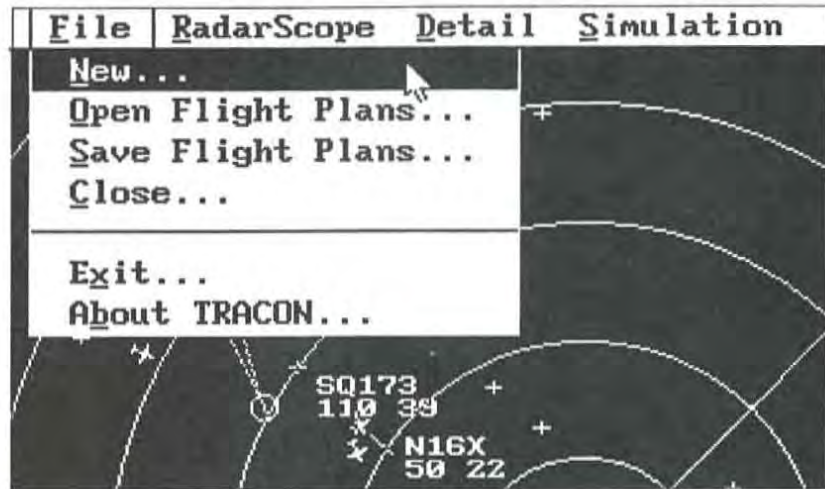 File RadarScope Detail Simulation
New...
Open Flight Plans...
Save Flight Plans...
Close...
Exit...
About TRACON...
SQ173
110 39
N16X
50 22